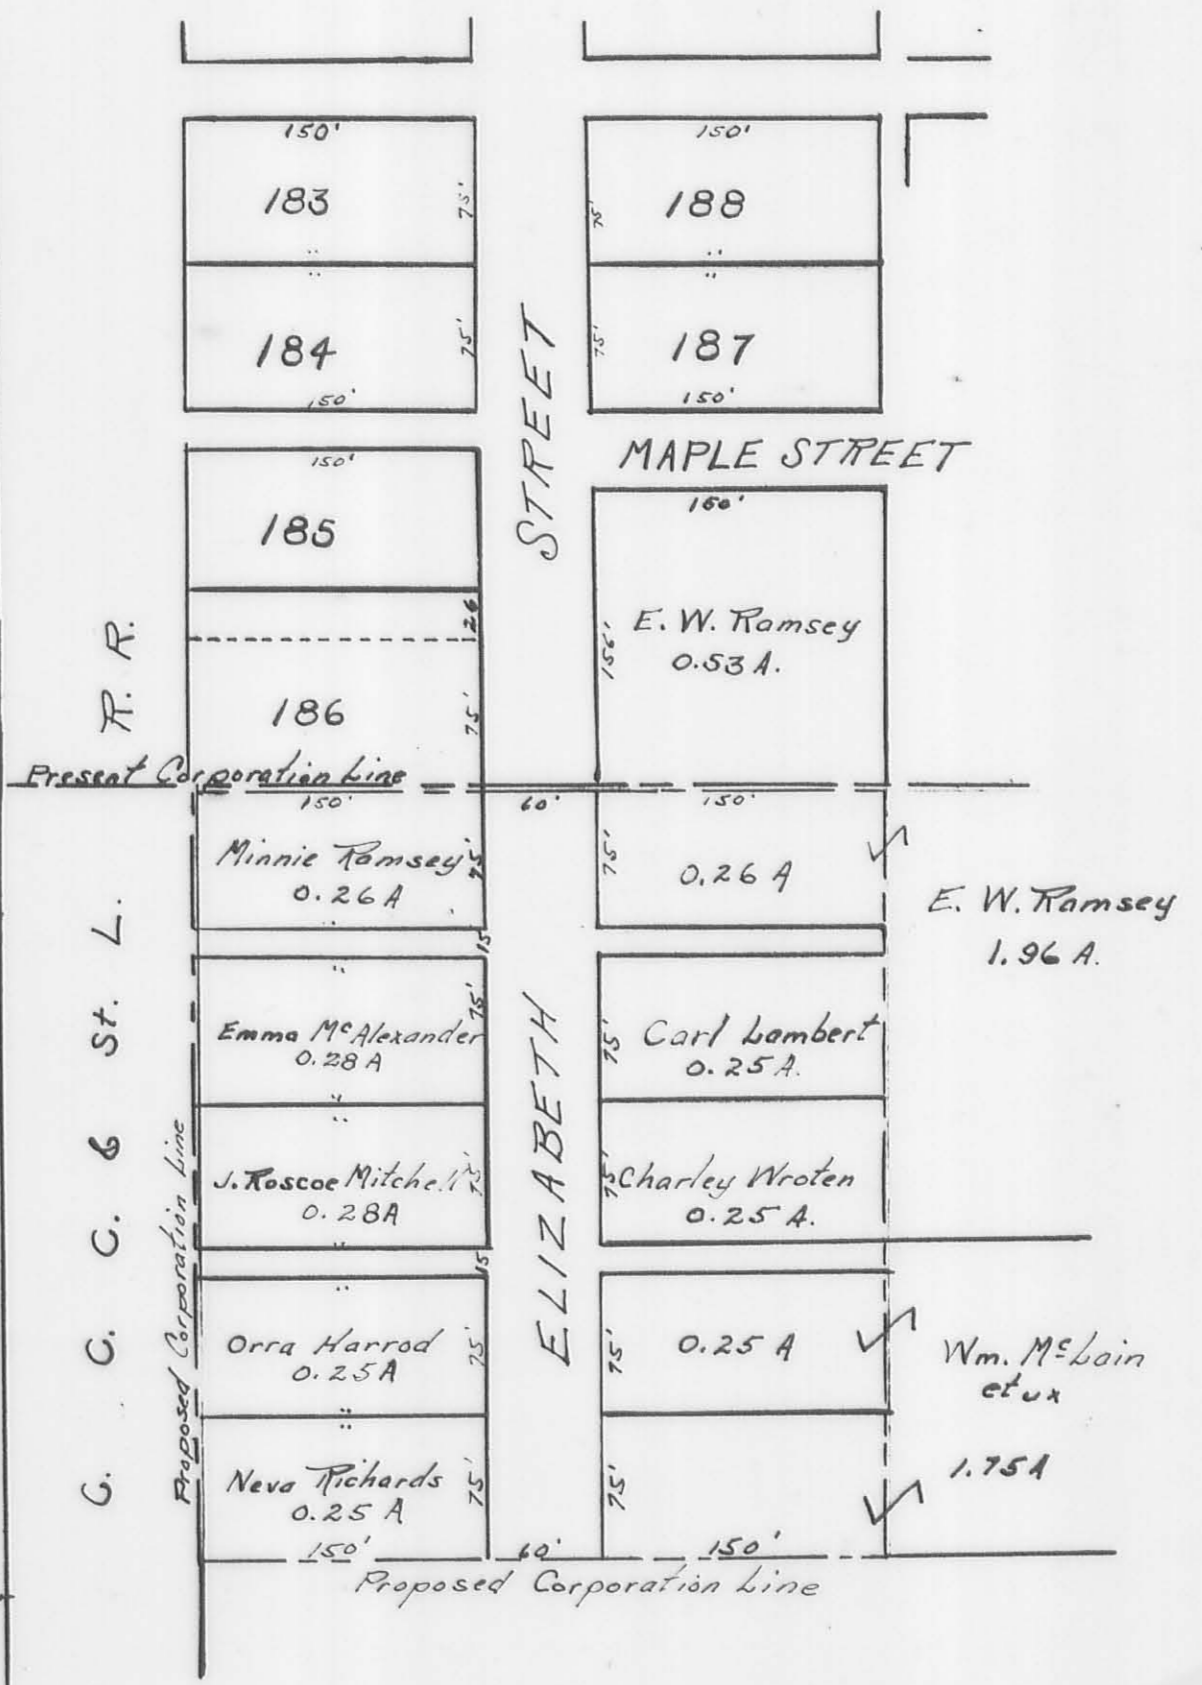 150'
183
75'
150'
188
75'
184
75'
150'
187
75'
150'
STREET
MAPLE STREET
150'
185
26
186
75'
150'
E. W. Ramsey
0.53 A.
156'
R. R.
Present Corporation Line
150'
60'
150'
Minnie Ramsey
0.26 A
75'
75'
0.26 A
E. W. Ramsey
1.96 A.
15
Emma McAlexander
0.28 A
75'
75'
Carl Lambert
0.25 A.
J. Roscoe Mitchell
0.28A
75'
75'
Charley Wroten
0.25 A.
15
ELIZABETH
C. C. C. & St. L.
Proposed Corporation Line
Orra Harrod
0.25A
75'
75'
0.25 A
Wm. McLain
et ux
1.75A
Neva Richards
0.25 A
75'
75'
150'
60'
150'
Proposed Corporation Line